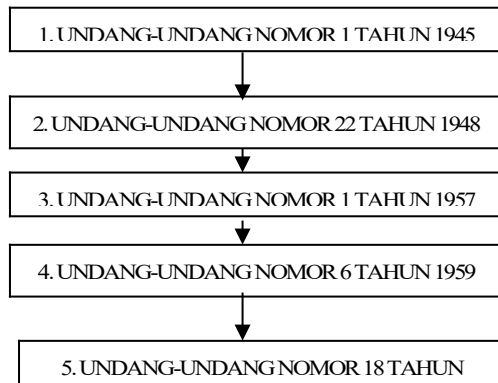 1. UNDANG-UNDANG NOMOR 1 TAHUN 1945
2. UNDANG-UNDANG NOMOR 22 TAHUN 1948
3. UNDANG-UNDANG NOMOR 1 TAHUN 1957
4. UNDANG-UNDANG NOMOR 6 TAHUN 1959
5. UNDANG-UNDANG NOMOR 18 TAHUN